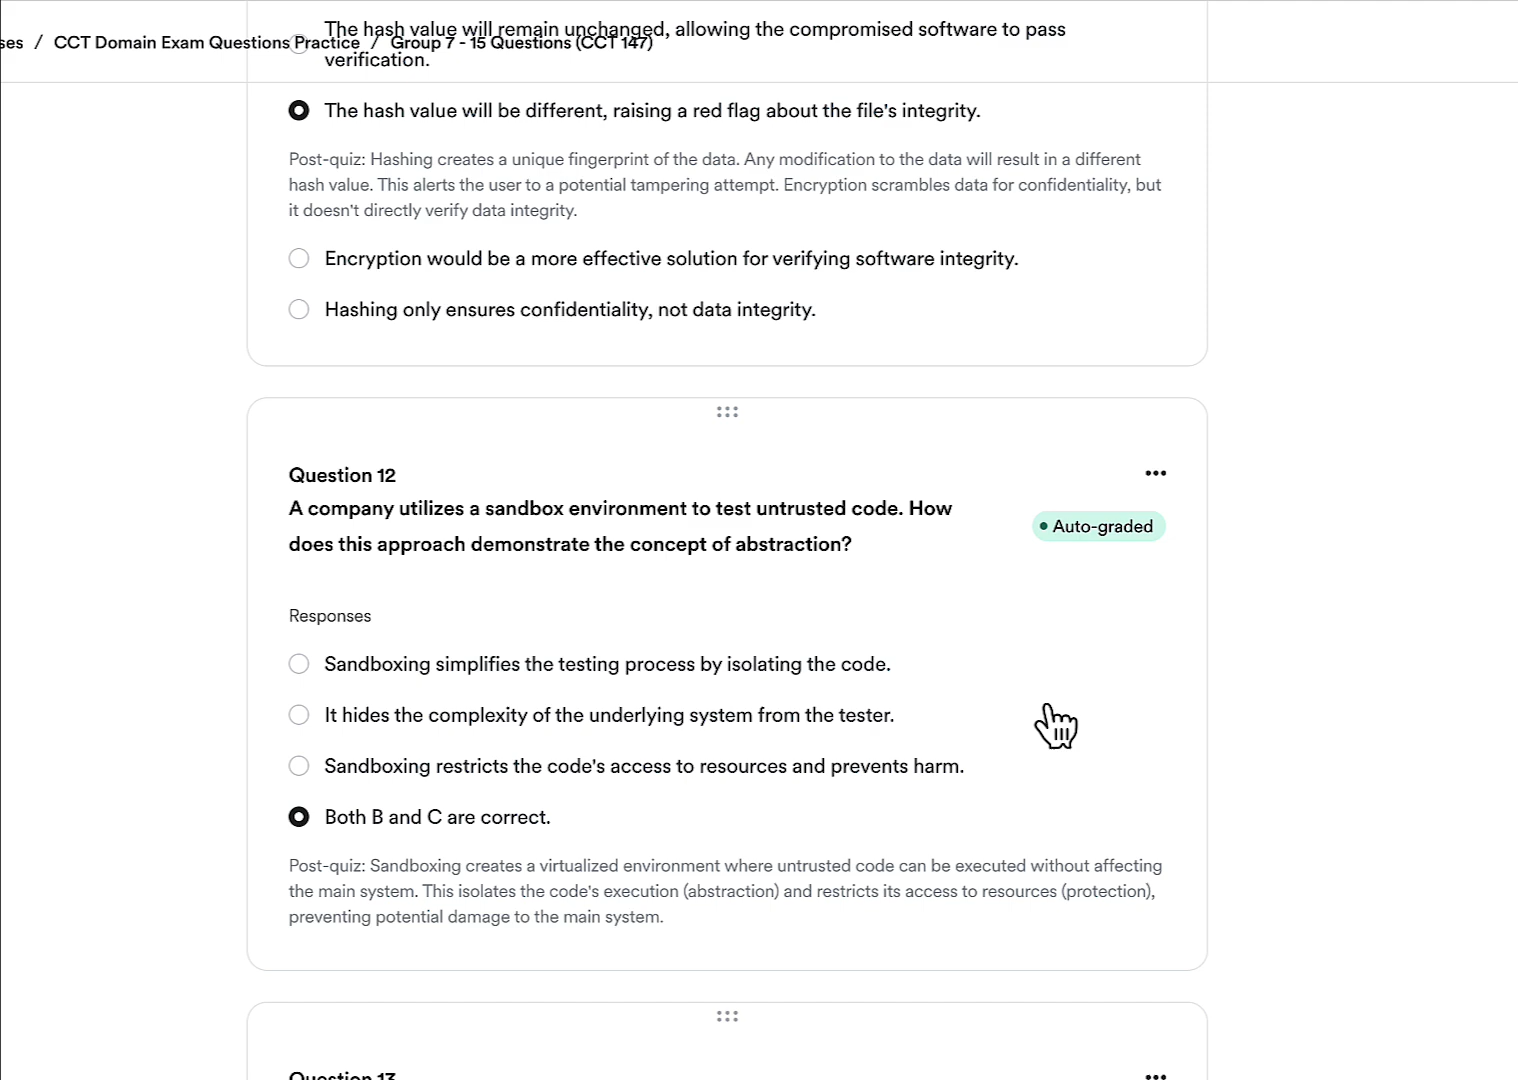 The hash value will remain unchanged, allowing the compromised software to pass
ses / CCT Domain Exam Questions Practice / Group 7 - 15 Questions (CCT 147)
verification.
The hash value will be different, raising a red flag about the file's integrity.
Post-quiz: Hashing creates a unique fingerprint of the data. Any modification to the data will result in a different
hash value. This alerts the user to a potential tampering attempt. Encryption scrambles data for confidentiality, but
it doesn't directly verify data integrity.
Encryption would be a more effective solution for verifying software integrity.
Hashing only ensures confidentiality, not data integrity.
Question 12
A company utilizes a sandbox environment to test untrusted code. How
does this approach demonstrate the concept of abstraction?
Auto-graded
Responses
Sandboxing simplifies the testing process by isolating the code.
It hides the complexity of the underlying system from the tester.
Sandboxing restricts the code's access to resources and prevents harm.
Both B and C are correct.
Post-quiz: Sandboxing creates a virtualized environment where untrusted code can be executed without affecting
the main system. This isolates the code's execution (abstraction) and restricts its access to resources (protection),
preventing potential damage to the main system.
Question 13